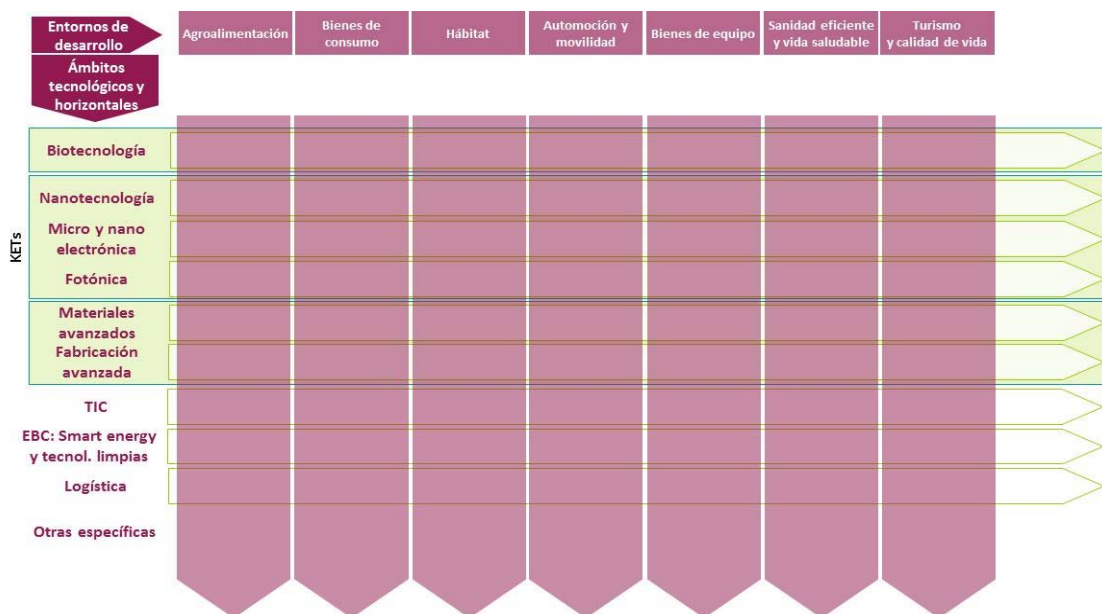 Entornos de
desarrollo
Agroalimentación
Bienes de
consumo
Hábitat
Automoción y
movilidad
Bienes de equipo
Sanidad eficiente
y vida saludable
Turismo
y calidad de vida
Ámbitos
tecnológicos y
horizontales
KETs
Biotecnología
Nanotecnología
Micro y nano
electrónica
Fotónica
Materiales
avanzados
Fabricación
avanzada
TIC
EBC: Smart energy
y tecnol. limpias
Logística
Otras específicas